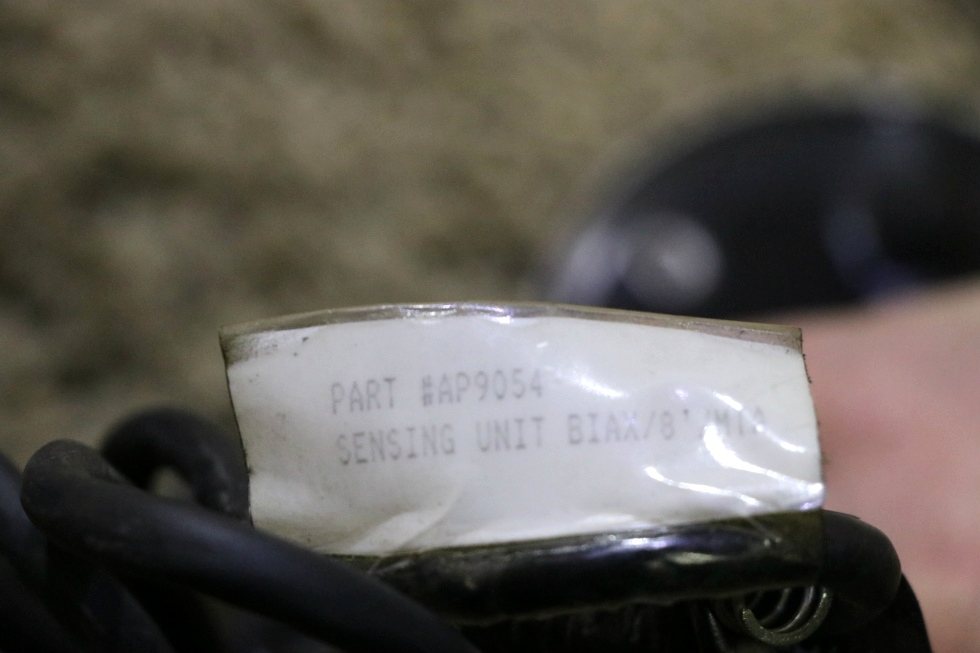 PART #AP9054
SENSING UNIT BIAX/8'